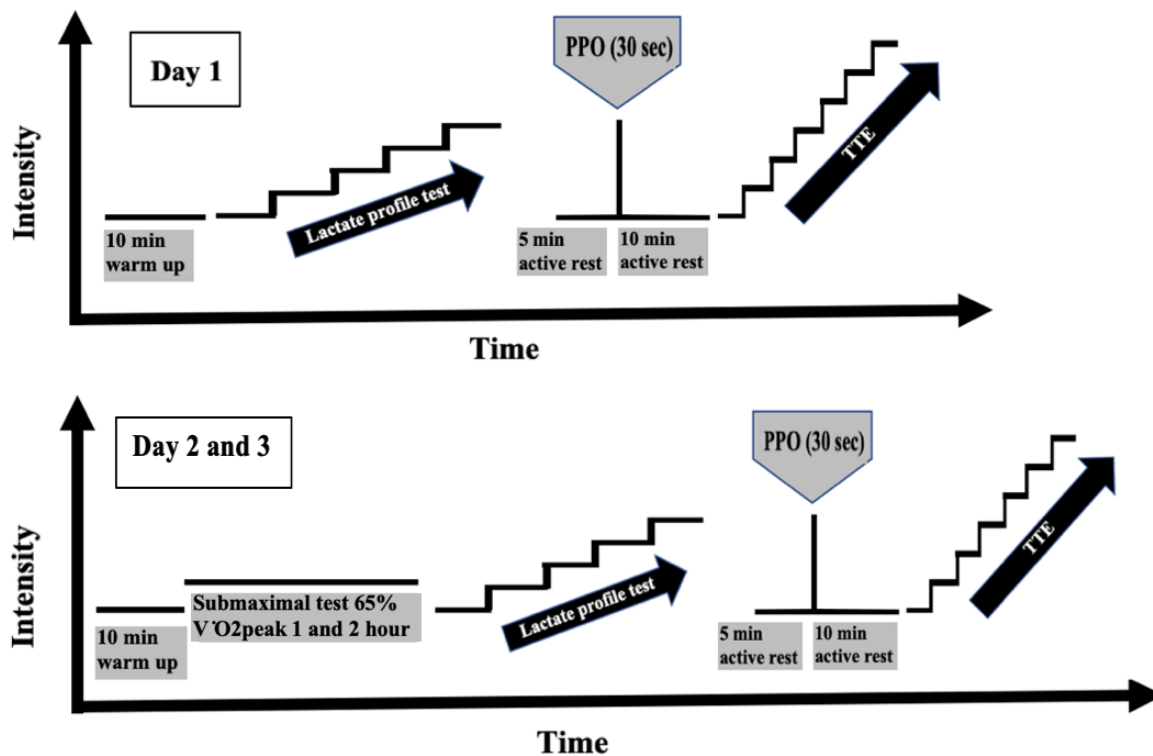 Day 1
PPO (30 sec)
Intensity
Lactate profile test
TTE
10 min
warm up
5 min
active rest
10 min
active rest
Time
Day 2 and 3
PPO (30 sec)
Intensity
Submaximal test 65%
V˙O2peak 1 and 2 hour
Lactate profile test
TTE
10 min
warm up
5 min
active rest
10 min
active rest
Time